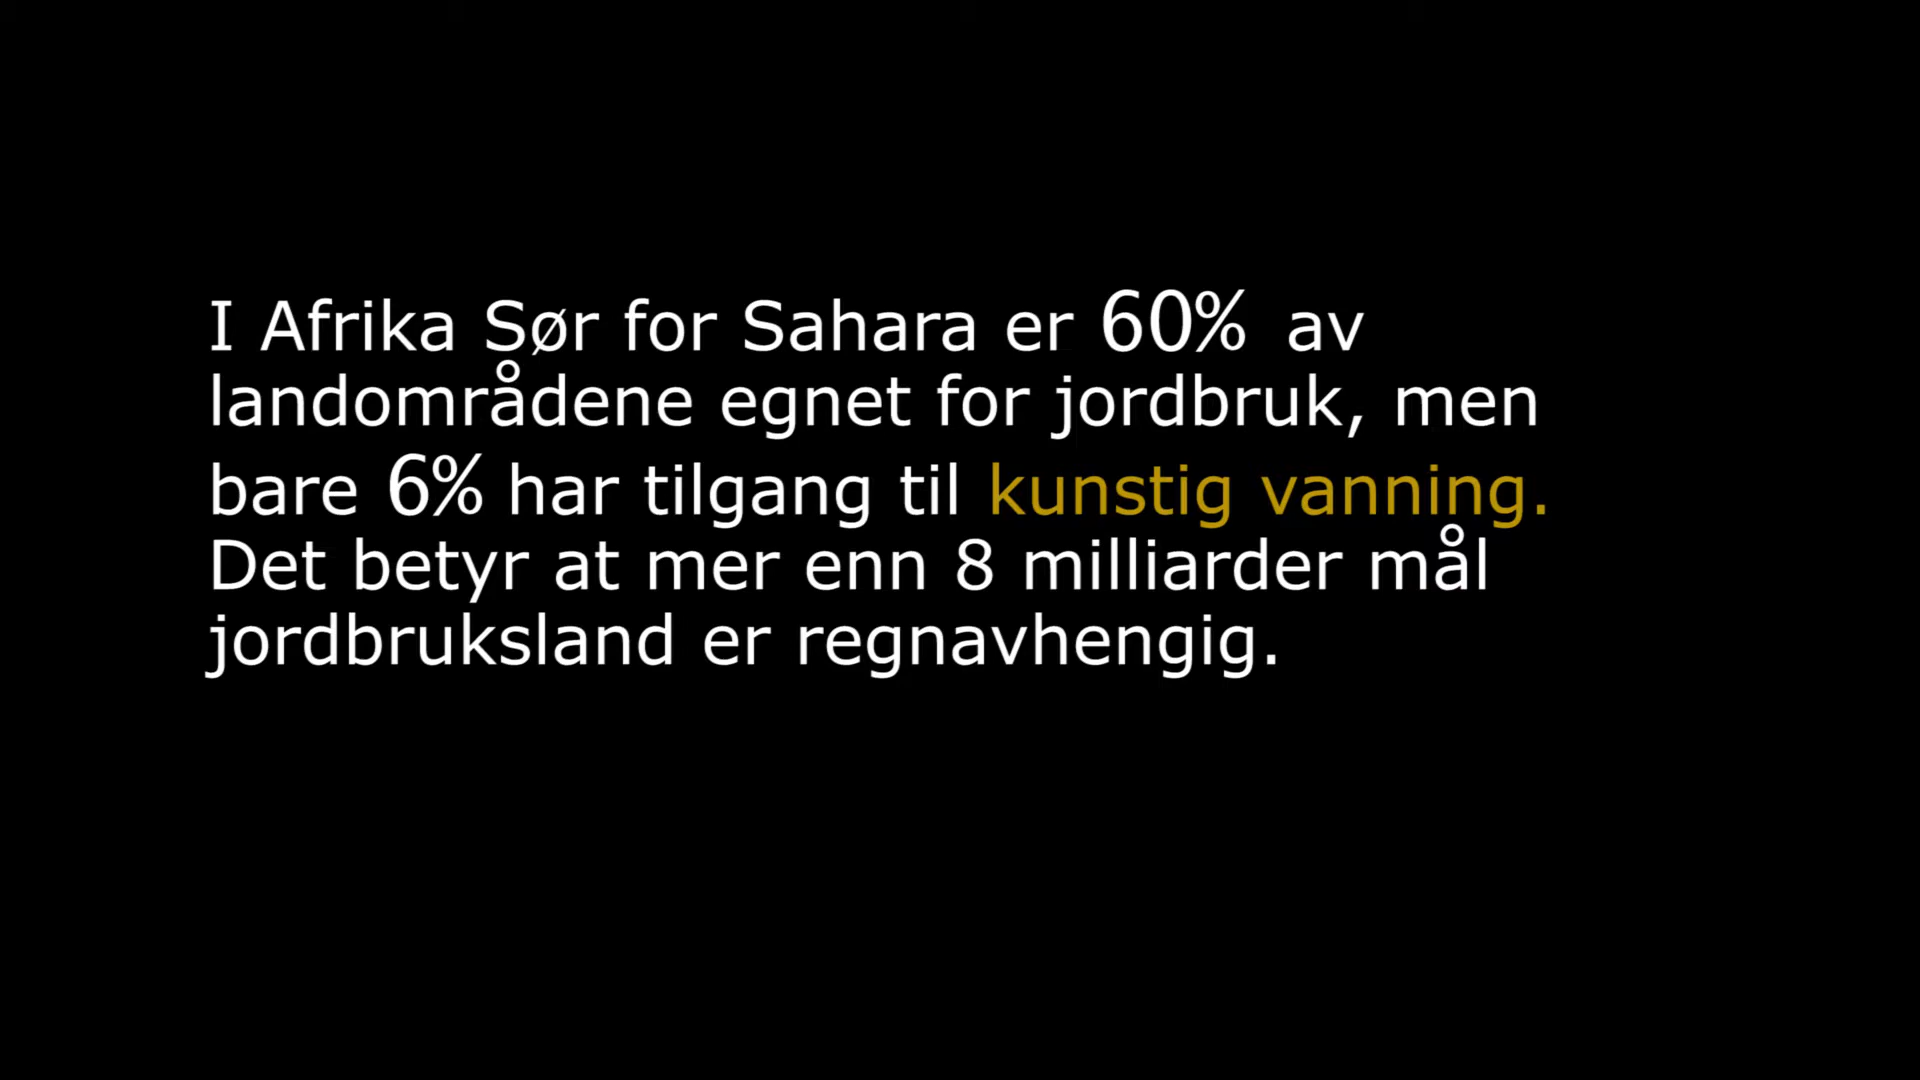 I Afrika Sør for Sahara er 60% av
landområdene egnet for jordbruk, men
bare 6% har tilgang til kunstig vanning.
Det betyr at mer enn 8 milliarder mål
jordbruksland er regnavhengig.